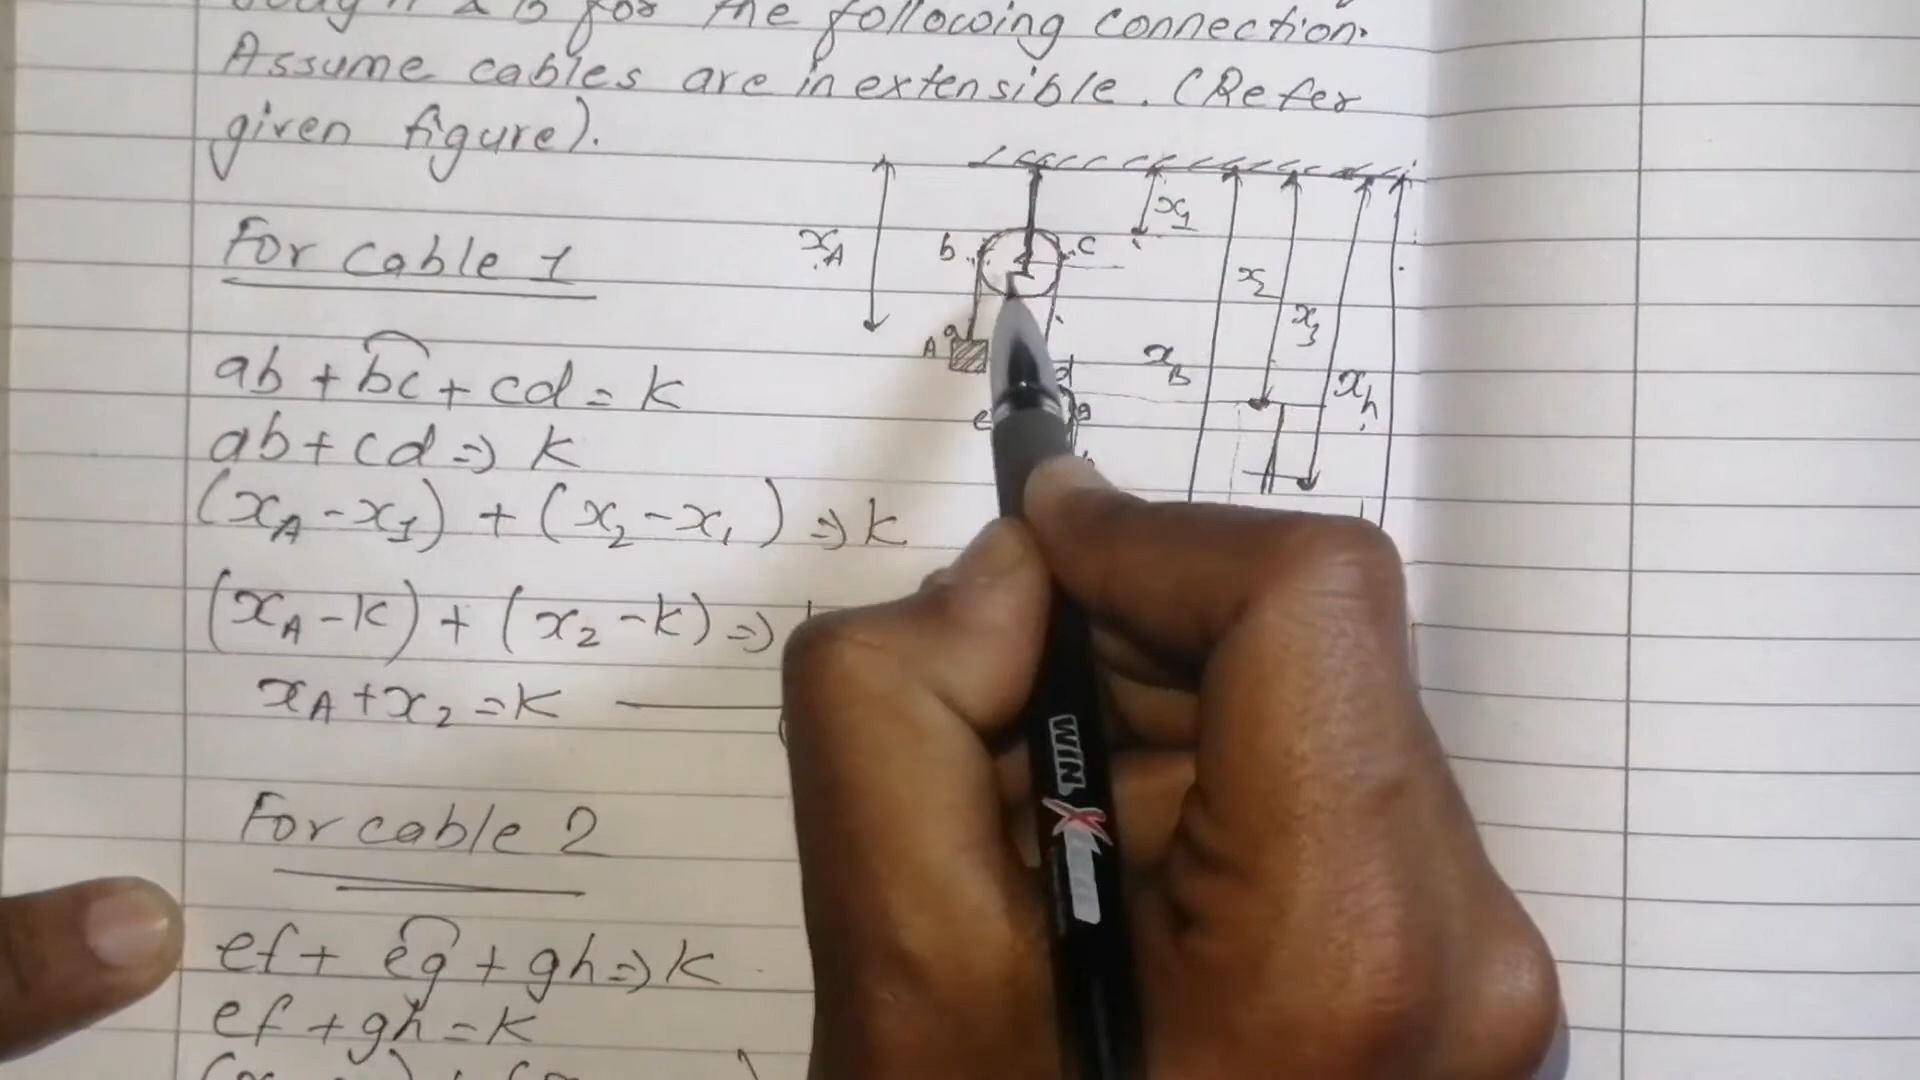 for the following connection.
Assume cables are inextensible. (Refer
given figure).
For cable 1
ab + bc + cd = k
ab + cd => k
(xA - x1) + (x2 - x1) => k
(xA - k) + (x2 - k) =>
xA + x2 = k
For cable 2
ef + eg + gh => k
ef + gh = k
xA
b
c
x1
a
A
d
e
g
xB
x2
x3
xh
WIN